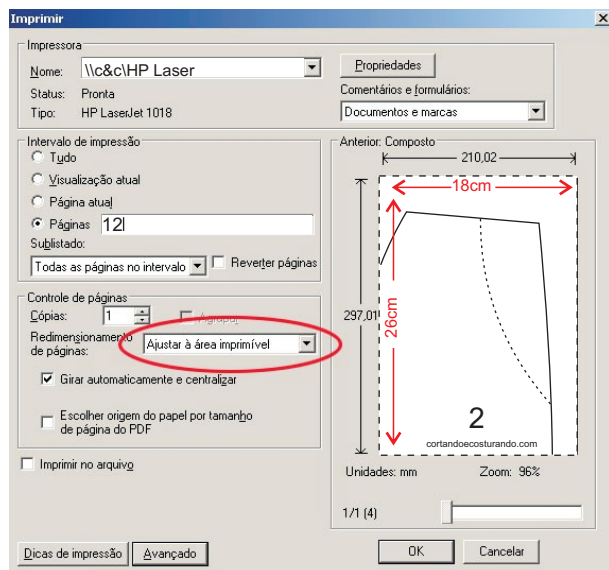 Imprimir
Impressora
Nome: \\c&c\HP Laser
Propriedades
Status: Pronta
Comentários e formulários:
Tipo: HP LaserJet 1018
Documentos e marcas
Intervalo de impressão
Tudo
Visualização atual
Página atual
Páginas 12
Sublistado:
Todas as páginas no intervalo
Reverter páginas
Controle de páginas
Cópias: 1
Agrupar
Redimensionamento
de páginas:
Ajustar à área imprimível
Girar automaticamente e centralizar
Escolher origem do papel por tamanho
de página do PDF
Imprimir no arquivo
Anterior: Composto
210,02
18cm
297,01
26cm
2
cortandoecosturando.com
Unidades: mm
Zoom: 96%
1/1 (4)
Dicas de impressão
Avançado
OK
Cancelar